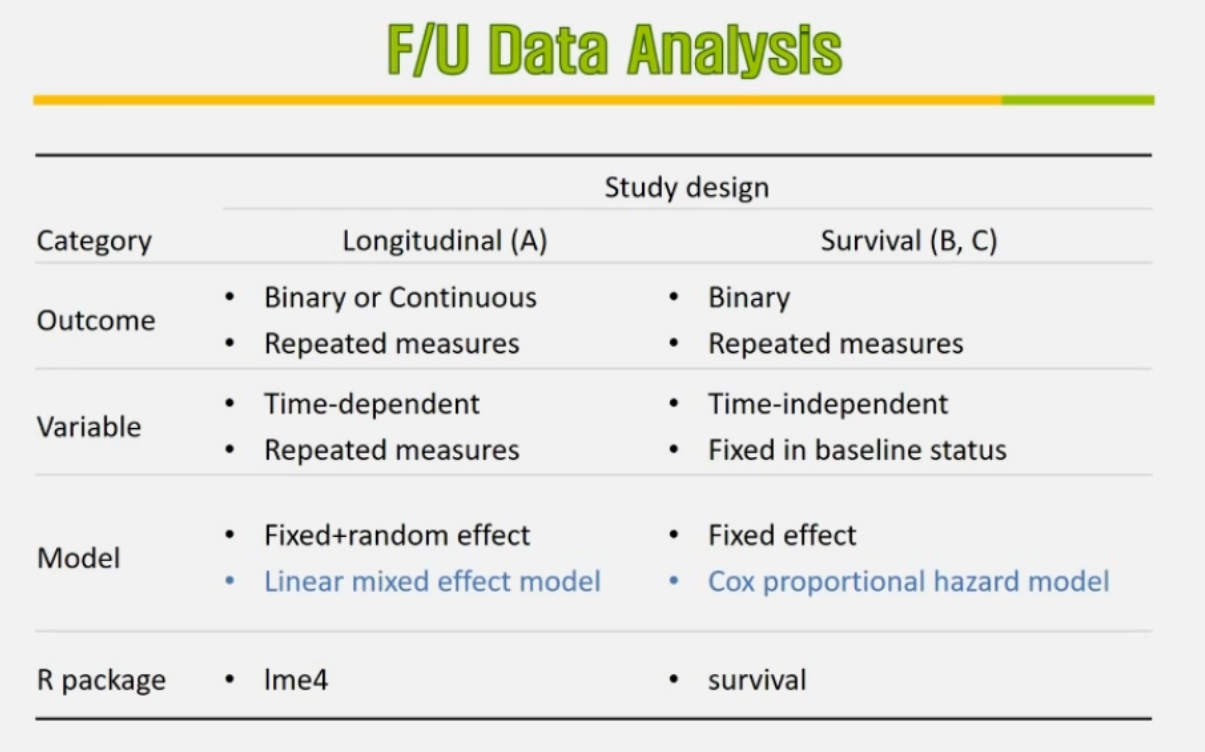 F/U Data Analysis
Study design
Category Longitudinal (A) Survival (B, C)
Outcome
• Binary or Continuous
• Repeated measures
• Binary
• Repeated measures
Variable
• Time-dependent
• Repeated measures
• Time-independent
• Fixed in baseline status
Model
• Fixed+random effect
• Linear mixed effect model
• Fixed effect
• Cox proportional hazard model
R package
• lme4
• survival